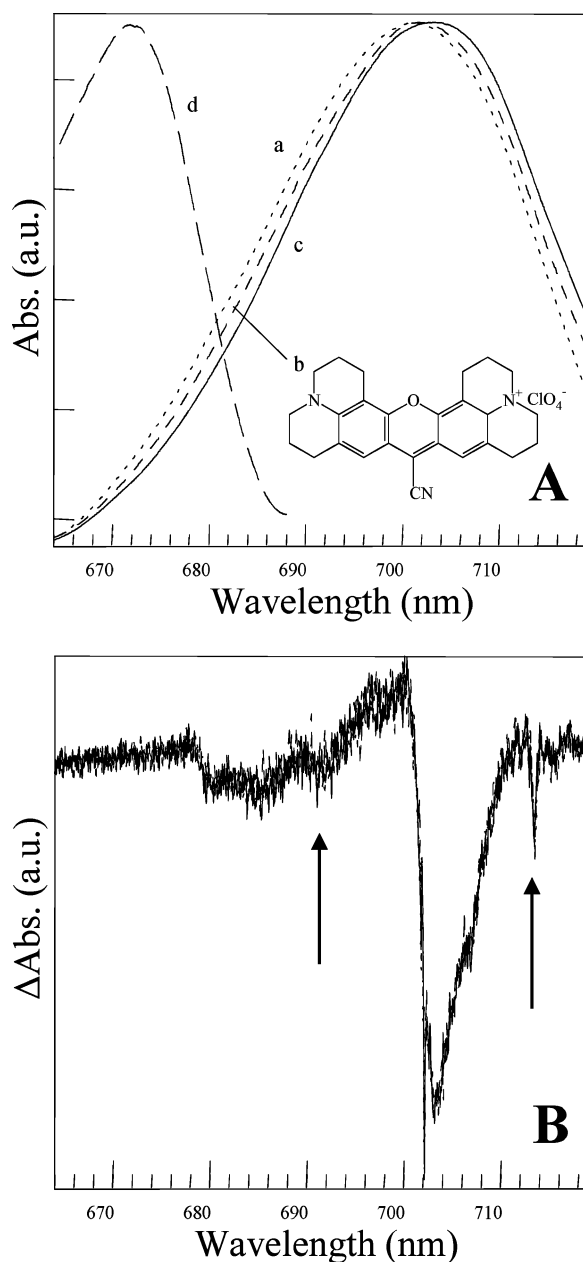 d
a
c
b
Abs. (a.u.)
N
O
N+ ClO4-
CN
A
670 680 690 700 710
Wavelength (nm)
ΔAbs. (a.u.)
B
670 680 690 700 710
Wavelength (nm)